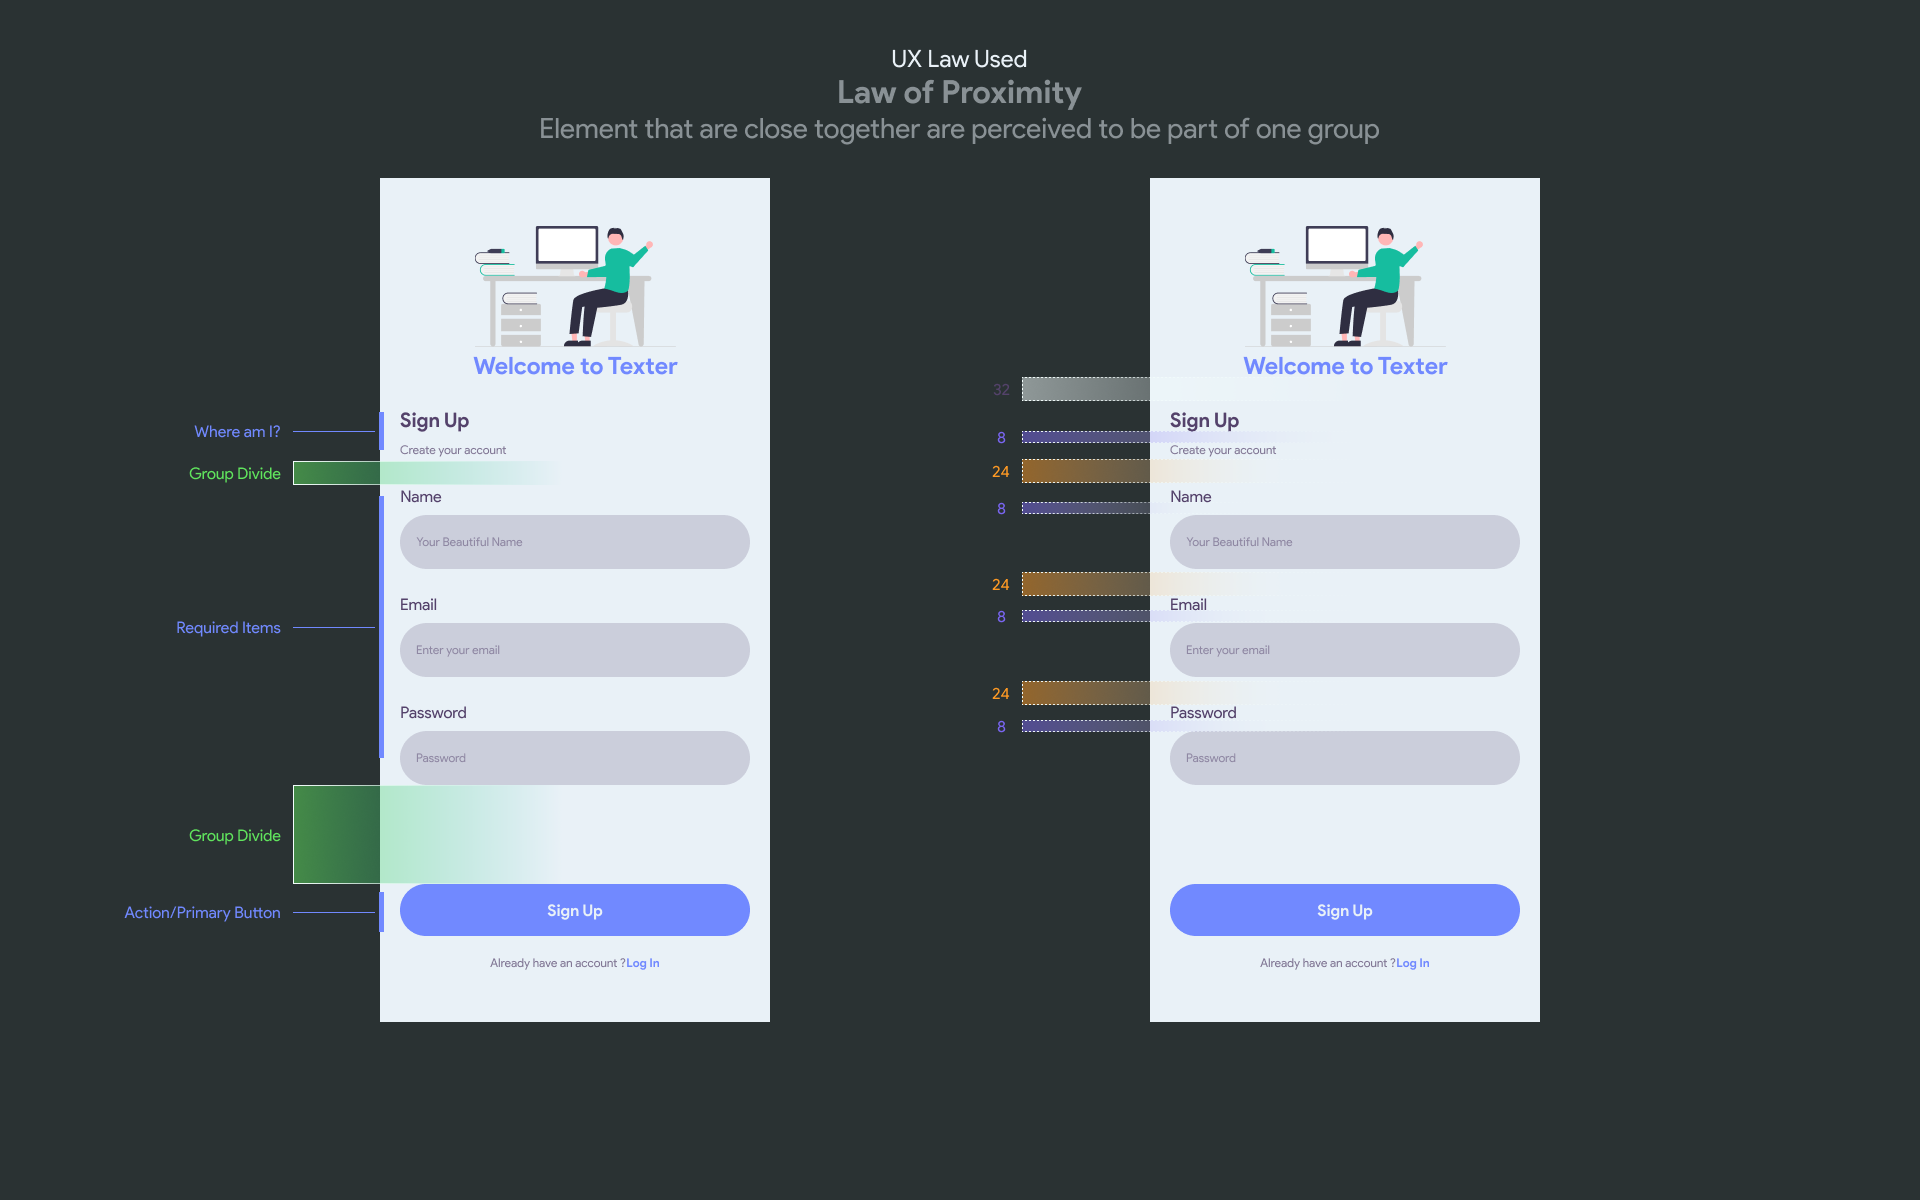 UX Law Used
Law of Proximity
Element that are close together are perceived to be part of one group
Welcome to Texter
Where am I?
Sign Up
Create your account
Group Divide
Name
Your Beautiful Name
Required Items
Email
Enter your email
Password
Password
Group Divide
Action/Primary Button
Sign Up
Already have an account ?Log In
Welcome to Texter
32
Sign Up
8
Create your account
24
Name
8
Your Beautiful Name
24
Email
8
Enter your email
24
Password
8
Password
Sign Up
Already have an account ?Log In